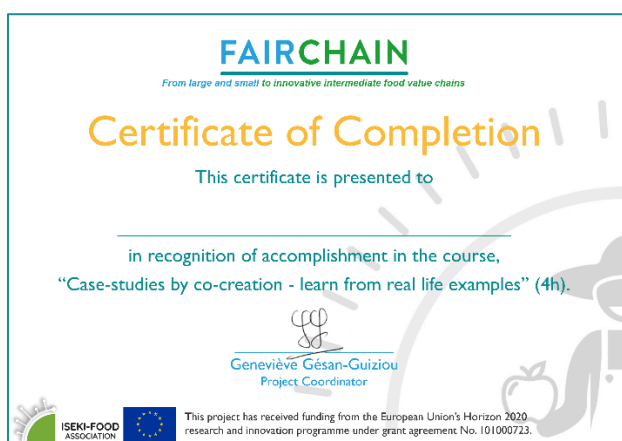 FAIRCHAIN
From large and small to innovative intermediate food value chains
Certificate of Completion
This certificate is presented to
in recognition of accomplishment in the course,
“Case-studies by co-creation - learn from real life examples” (4h).
Geneviève Gésan-Guiziou
Project Coordinator
ISEKI-FOOD
ASSOCIATION
This project has received funding from the European Union's Horizon 2020
research and innovation programme under grant agreement No. 101000723.